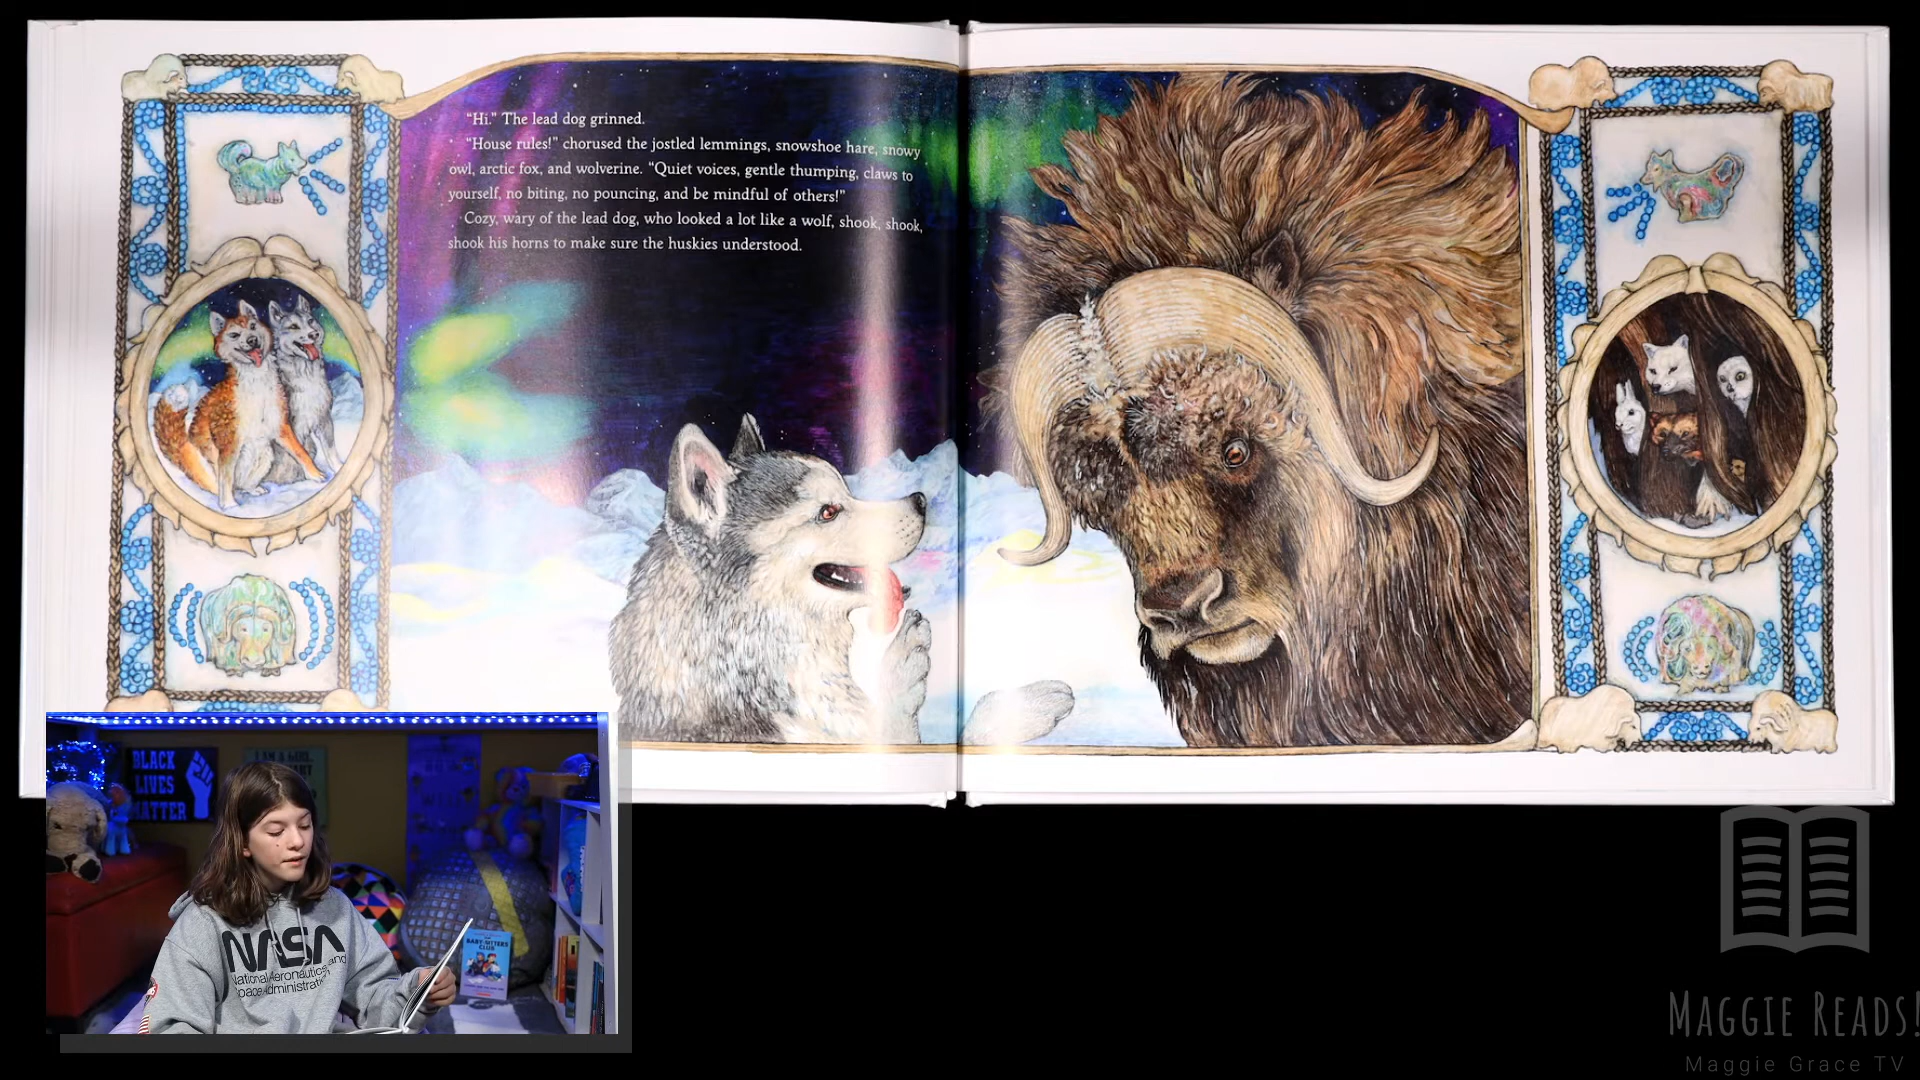 “Hi.” The lead dog grinned.
“House rules!” chorused the jostled lemmings, snowshoe hare, snowy
owl, arctic fox, and wolverine. “Quiet voices, gentle thumping, claws to
yourself, no biting, no pouncing, and be mindful of others!”
Cozy, wary of the lead dog, who looked a lot like a wolf, shook, shook,
shook his horns to make sure the huskies understood.
BLACK
LIVES
MATTER
I AM A GIRL.
NASA
National Aeronautics and
Space Administration
BABY-SITTERS
CLUB
MAGGIE READS!
Maggie Grace TV